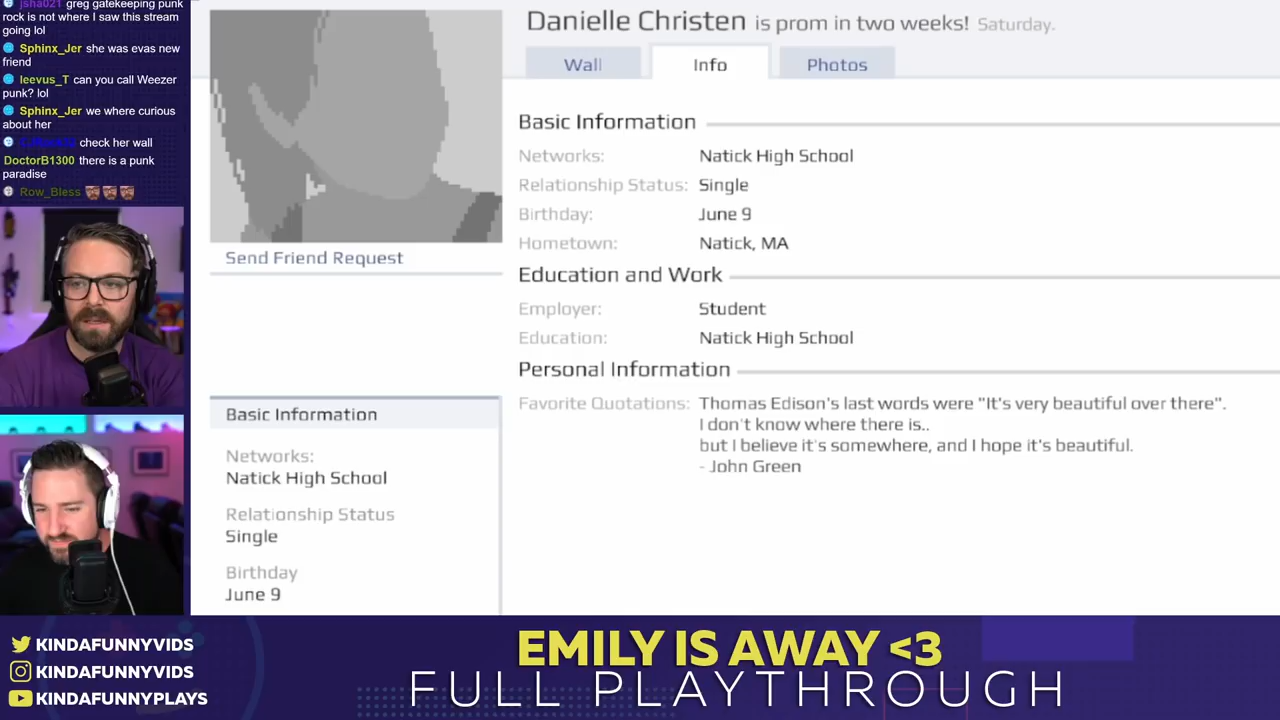 jsha021 greg gatekeeping punk
rock is not where I saw this stream
going lol
Sphinx_Jer she was evas new
friend
leevus_T can you call Weezer
punk? lol
Sphinx_Jer we where curious
about her
check her wall
DoctorB1300 there is a punk
paradise
Row_Bless
Danielle Christen is prom in two weeks! Saturday.
Wall Info Photos
Send Friend Request
Basic Information
Networks: Natick High School
Relationship Status: Single
Birthday: June 9
Hometown: Natick, MA
Education and Work
Employer: Student
Education: Natick High School
Personal Information
Favorite Quotations: Thomas Edison's last words were "It's very beautiful over there".
I don't know where there is..
but I believe it's somewhere, and I hope it's beautiful.
- John Green
Basic Information
Networks:
Natick High School
Relationship Status
Single
Birthday
June 9
KINDAFUNNYVIDS
KINDAFUNNYVIDS
KINDAFUNNYPLAYS
EMILY IS AWAY <3
FULL PLAYTHROUGH